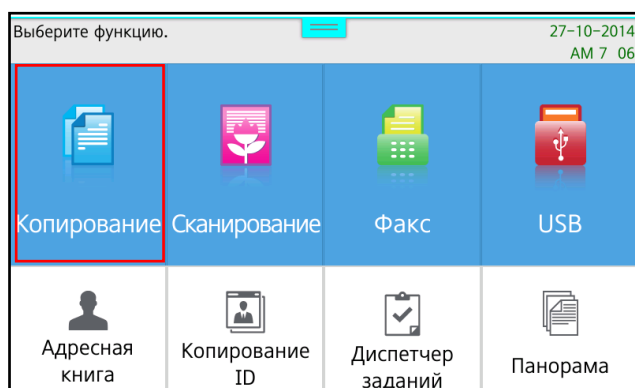 Выберите функцию.
27-10-2014
AM 7 06
Копирование
Сканирование
Факс
USB
Адресная
книга
Копирование
ID
Диспетчер
заданий
Панорама